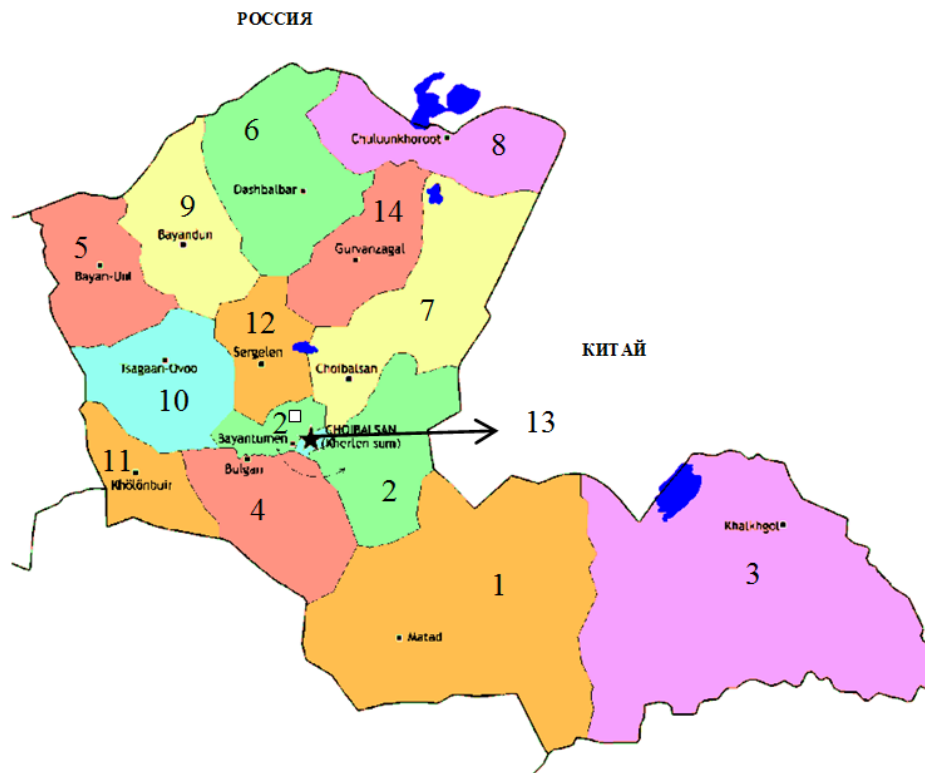 РОССИЯ
6
Chuluunkhoroot
8
Dashbalbar
9
14
Bayandun
5
Gurvanzagal
Bayan-Uul
7
12
КИТАЙ
Sergelen
Tsagaan-Ovoo
Choibalsan
10
2
CHOIBALSAN
13
Bayantumen
(Kherlen sum)
11
Bulgan
Khölönbuir
2
4
Khalkhgol
1
3
Matad